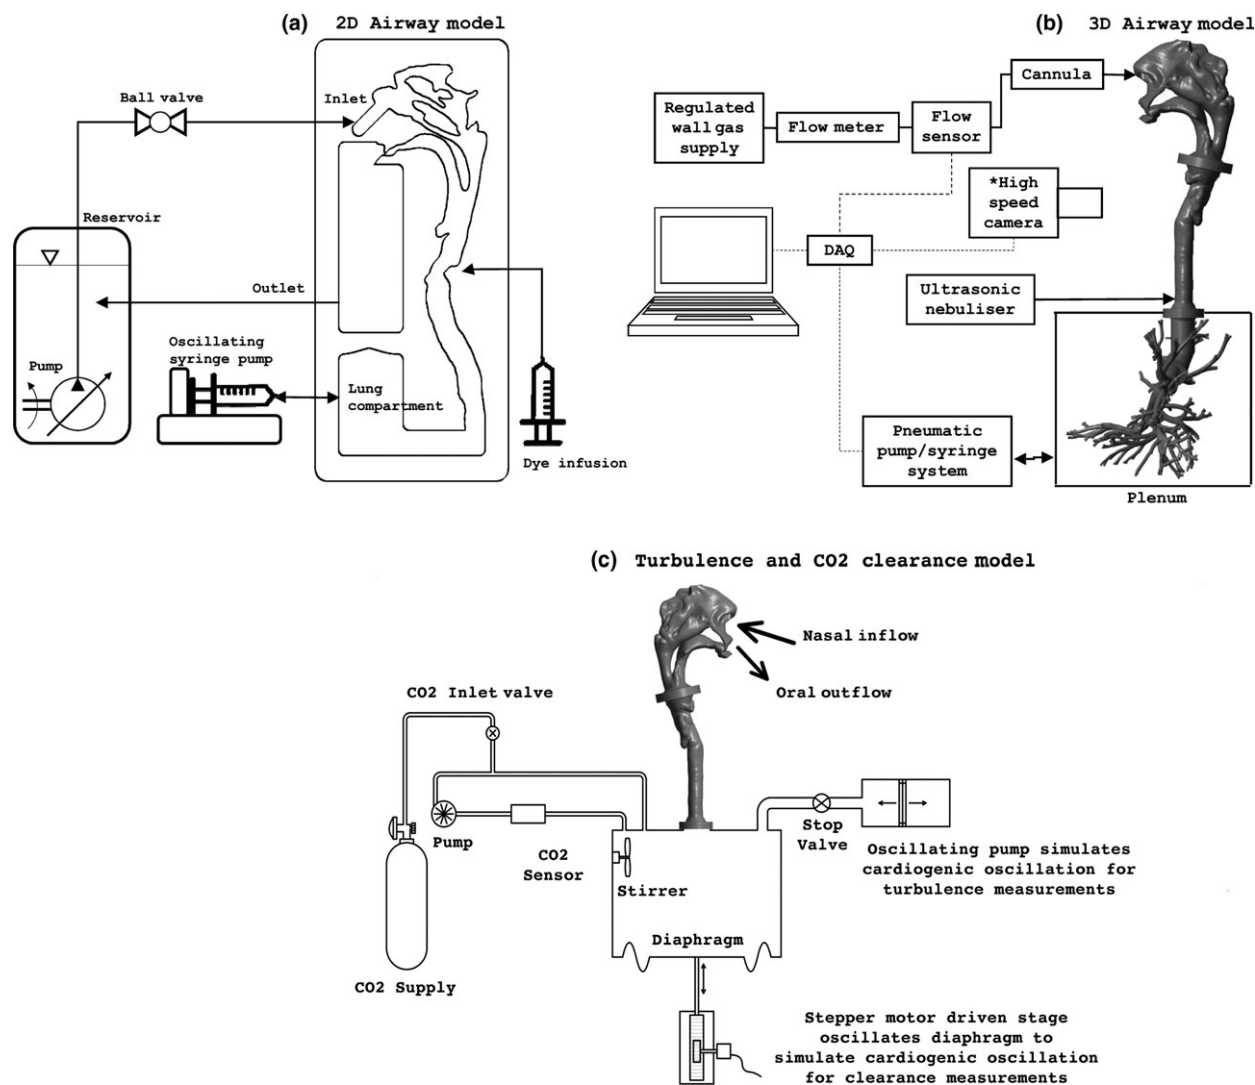 (a) 2D Airway model
Ball valve
Inlet
Reservoir
Outlet
Pump
Oscillating
syringe pump
Lung
compartment
Dye infusion
(b) 3D Airway model
Cannula
Regulated
wall gas
supply
Flow meter
Flow
sensor
*High
speed
camera
DAQ
Ultrasonic
nebuliser
Pneumatic
pump/syringe
system
Plenum
(c) Turbulence and CO2 clearance model
Nasal inflow
Oral outflow
CO2 Inlet valve
Pump
CO2
Sensor
Stirrer
Stop
Valve
Oscillating pump simulates
cardiogenic oscillation for
turbulence measurements
Diaphragm
CO2 Supply
Stepper motor driven stage
oscillates diaphragm to
simulate cardiogenic oscillation
for clearance measurements